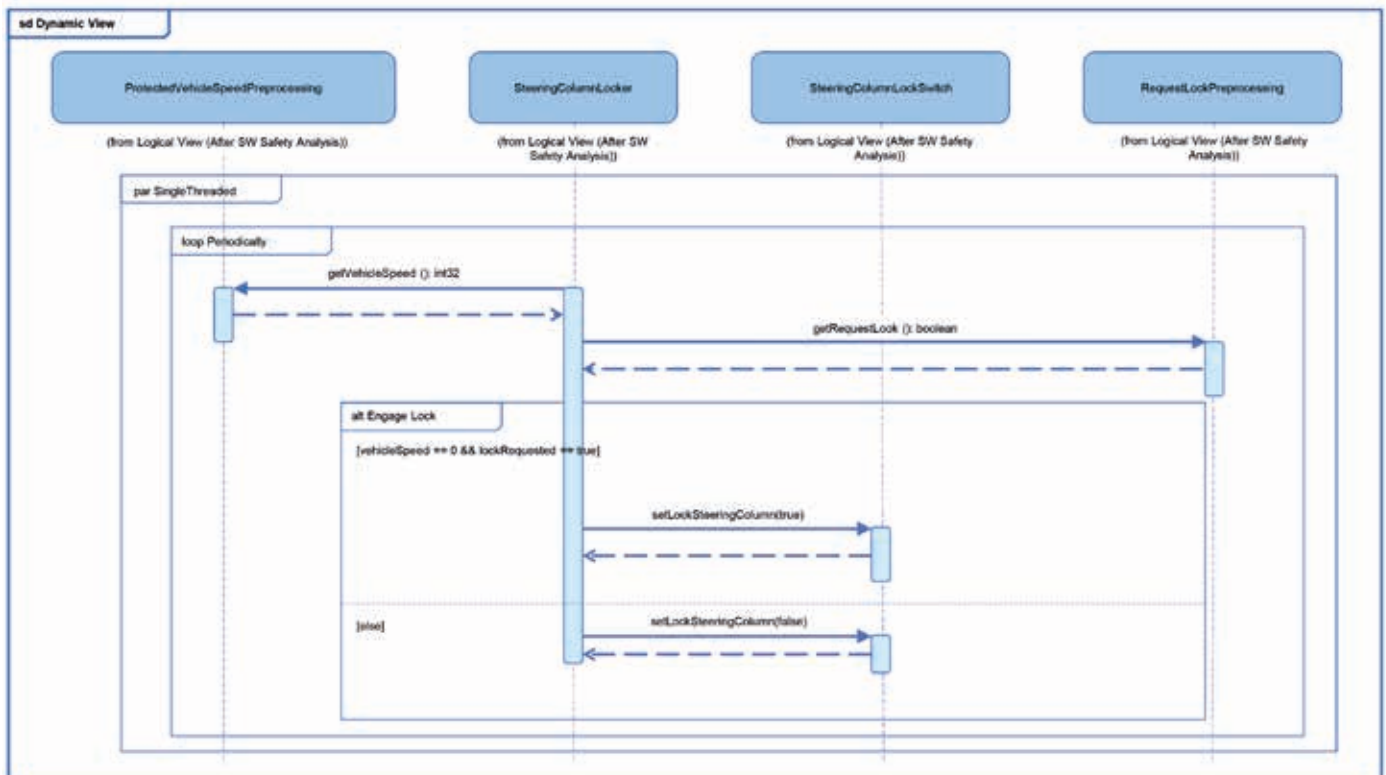 sd Dynamic View
ProtectedVehicleSpeedPreprocessing
SteeringColumnLocker
SteeringColumnLockSwitch
RequestLockPreprocessing
(from Logical View (After SW Safety Analysis))
(from Logical View (After SW
Safety Analysis))
(from Logical View (After SW Safety
Analysis))
(from Logical View (After SW Safety
Analysis))
par SingleThreaded
loop Periodically
getVehicleSpeed (): int32
getRequestLock (): boolean
alt Engage Lock
[vehicleSpeed == 0 && lockRequested == true]
setLockSteeringColumn(true)
[else]
setLockSteeringColumn(false)